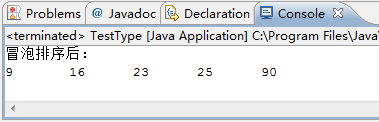 Problems @ Javadoc Declaration Console
<terminated> TestType [Java Application] C:\Program Files\Java\
冒泡排序后:
9 16 23 25 90